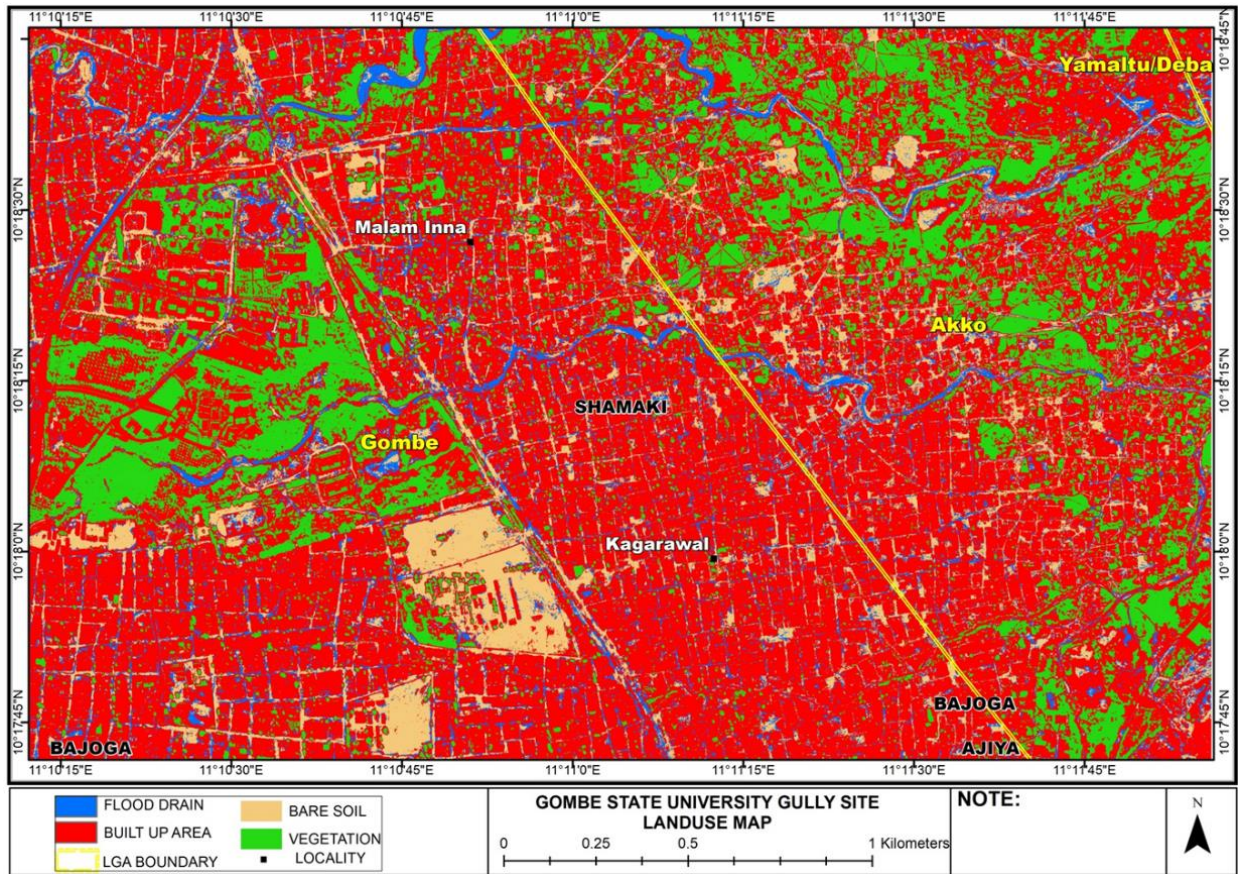 11°10'15"E 11°10'30"E 11°10'45"E 11°11'0"E 11°11'15"E 11°11'30"E 11°11'45"E
10°18'45"N
10°18'45"N
Yamaltu/Deba
10°18'30"N
10°18'30"N
Malam Inna
Akko
10°18'15"N
10°18'15"N
SHAMAKI
Gombe
Kagarawal
10°18'0"N
10°18'0"N
BAJOGA
10°17'45"N
10°17'45"N
BAJOGA
AJIYA
11°10'15"E 11°10'30"E 11°10'45"E 11°11'0"E 11°11'15"E 11°11'30"E 11°11'45"E
FLOOD DRAIN
BUILT UP AREA
LGA BOUNDARY
BARE SOIL
VEGETATION
LOCALITY
GOMBE STATE UNIVERSITY GULLY SITE
LANDUSE MAP
0 0.25 0.5 1 Kilometers
NOTE:
N